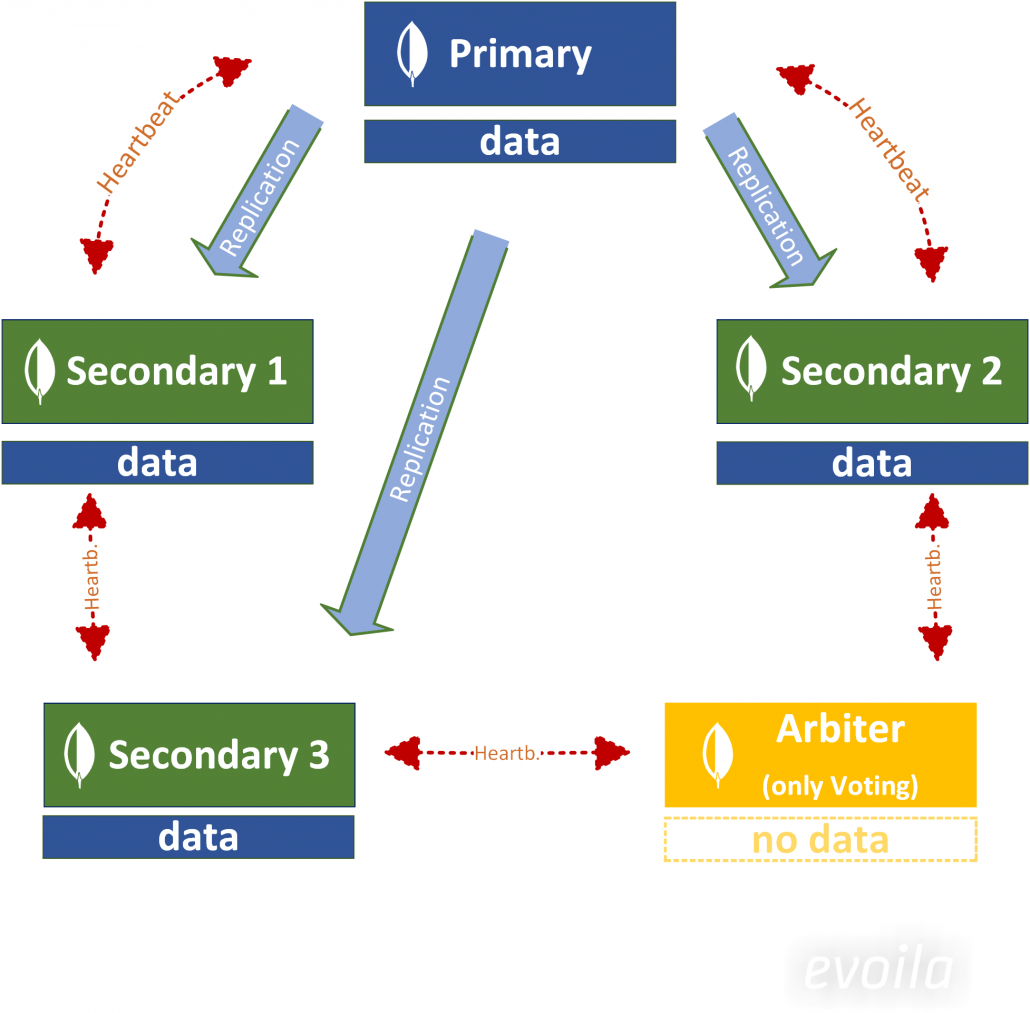 Primary
data
Heartbeat
Replication
Replication
Heartbeat
Secondary 1
data
Replication
Secondary 2
data
Heartb.
Heartb.
Secondary 3
data
Heartb.
Arbiter
(only Voting)
no data
evoila